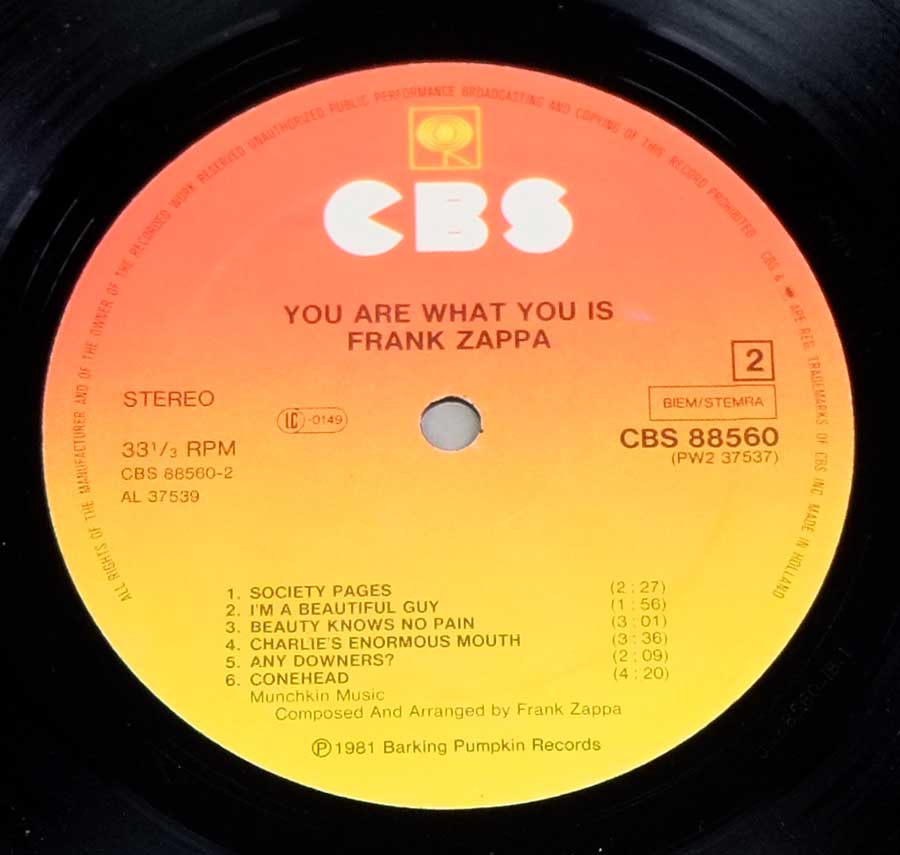 ALL RIGHTS OF THE MANUFACTURER AND OF THE OWNER OF THE RECORDED WORK RESERVED UNAUTHORIZED PUBLIC PERFORMANCE BROADCASTING AND COPYING OF THIS RECORD PROHIBITED
CBS & APE REG. TRADEMARKS OF CBS INC. MADE IN HOLLAND
CBS
YOU ARE WHAT YOU IS
FRANK ZAPPA
2
STEREO
LC-0149
BIEM/STEMRA
33 1/3 RPM
CBS 88560
CBS 88560-2
(PW2 37537)
AL 37539
1. SOCIETY PAGES (2:27)
2. I'M A BEAUTIFUL GUY (1:56)
3. BEAUTY KNOWS NO PAIN (3:01)
4. CHARLIE'S ENORMOUS MOUTH (3:36)
5. ANY DOWNERS? (2:09)
6. CONEHEAD (4:20)
Munchkin Music
Composed And Arranged by Frank Zappa
Ⓟ 1981 Barking Pumpkin Records